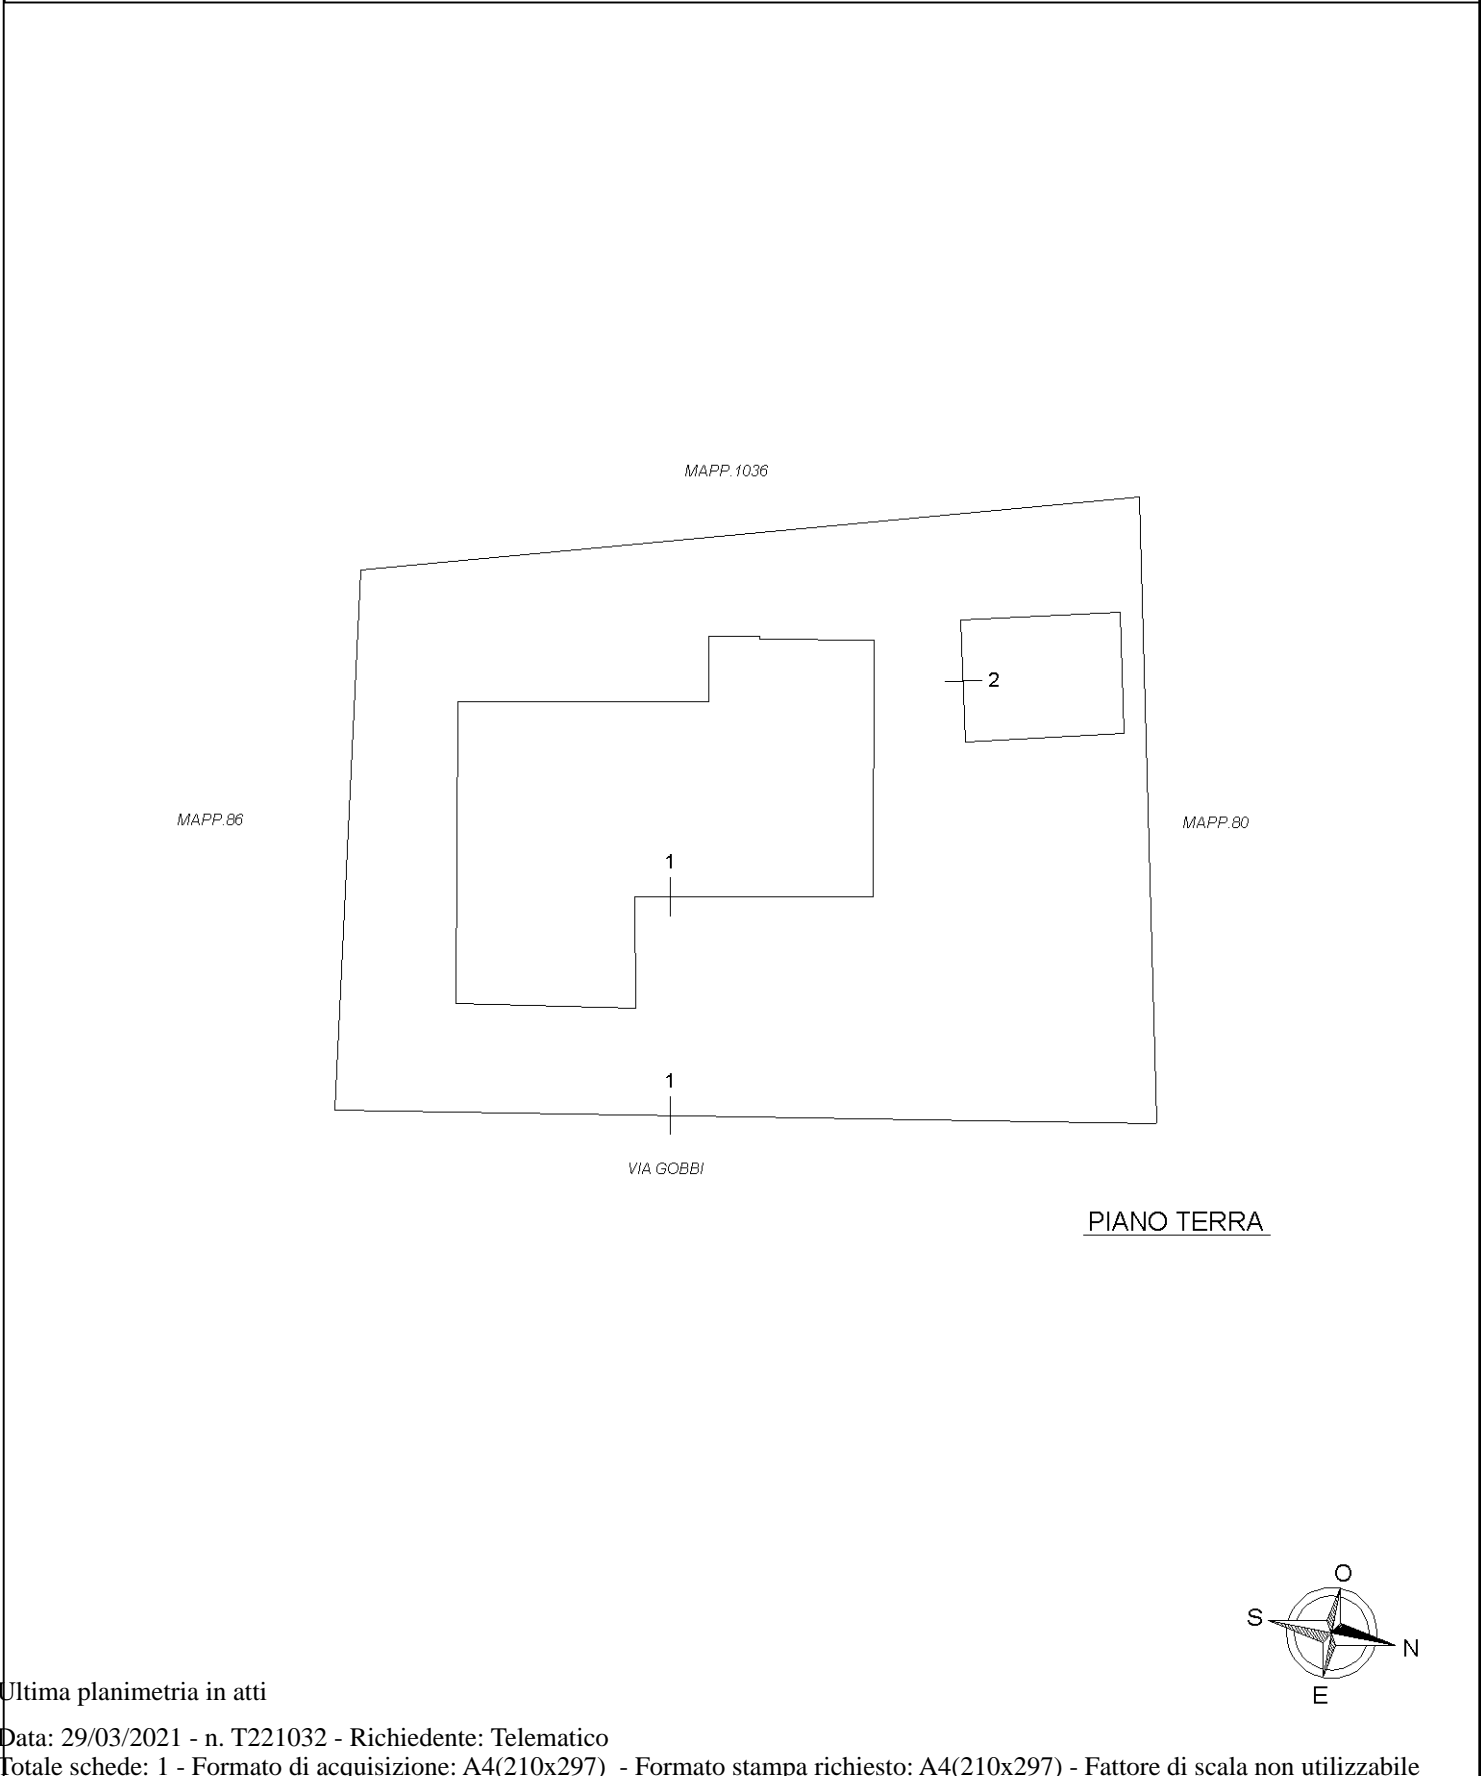 MAPP.1036
2
MAPP.86
MAPP.80
1
1
VIA GOBBI
PIANO TERRA
O
S
N
E
Ultima planimetria in atti
Data: 29/03/2021 - n. T221032 - Richiedente: Telematico
Totale schede: 1 - Formato di acquisizione: A4(210x297) - Formato stampa richiesto: A4(210x297) - Fattore di scala non utilizzabile